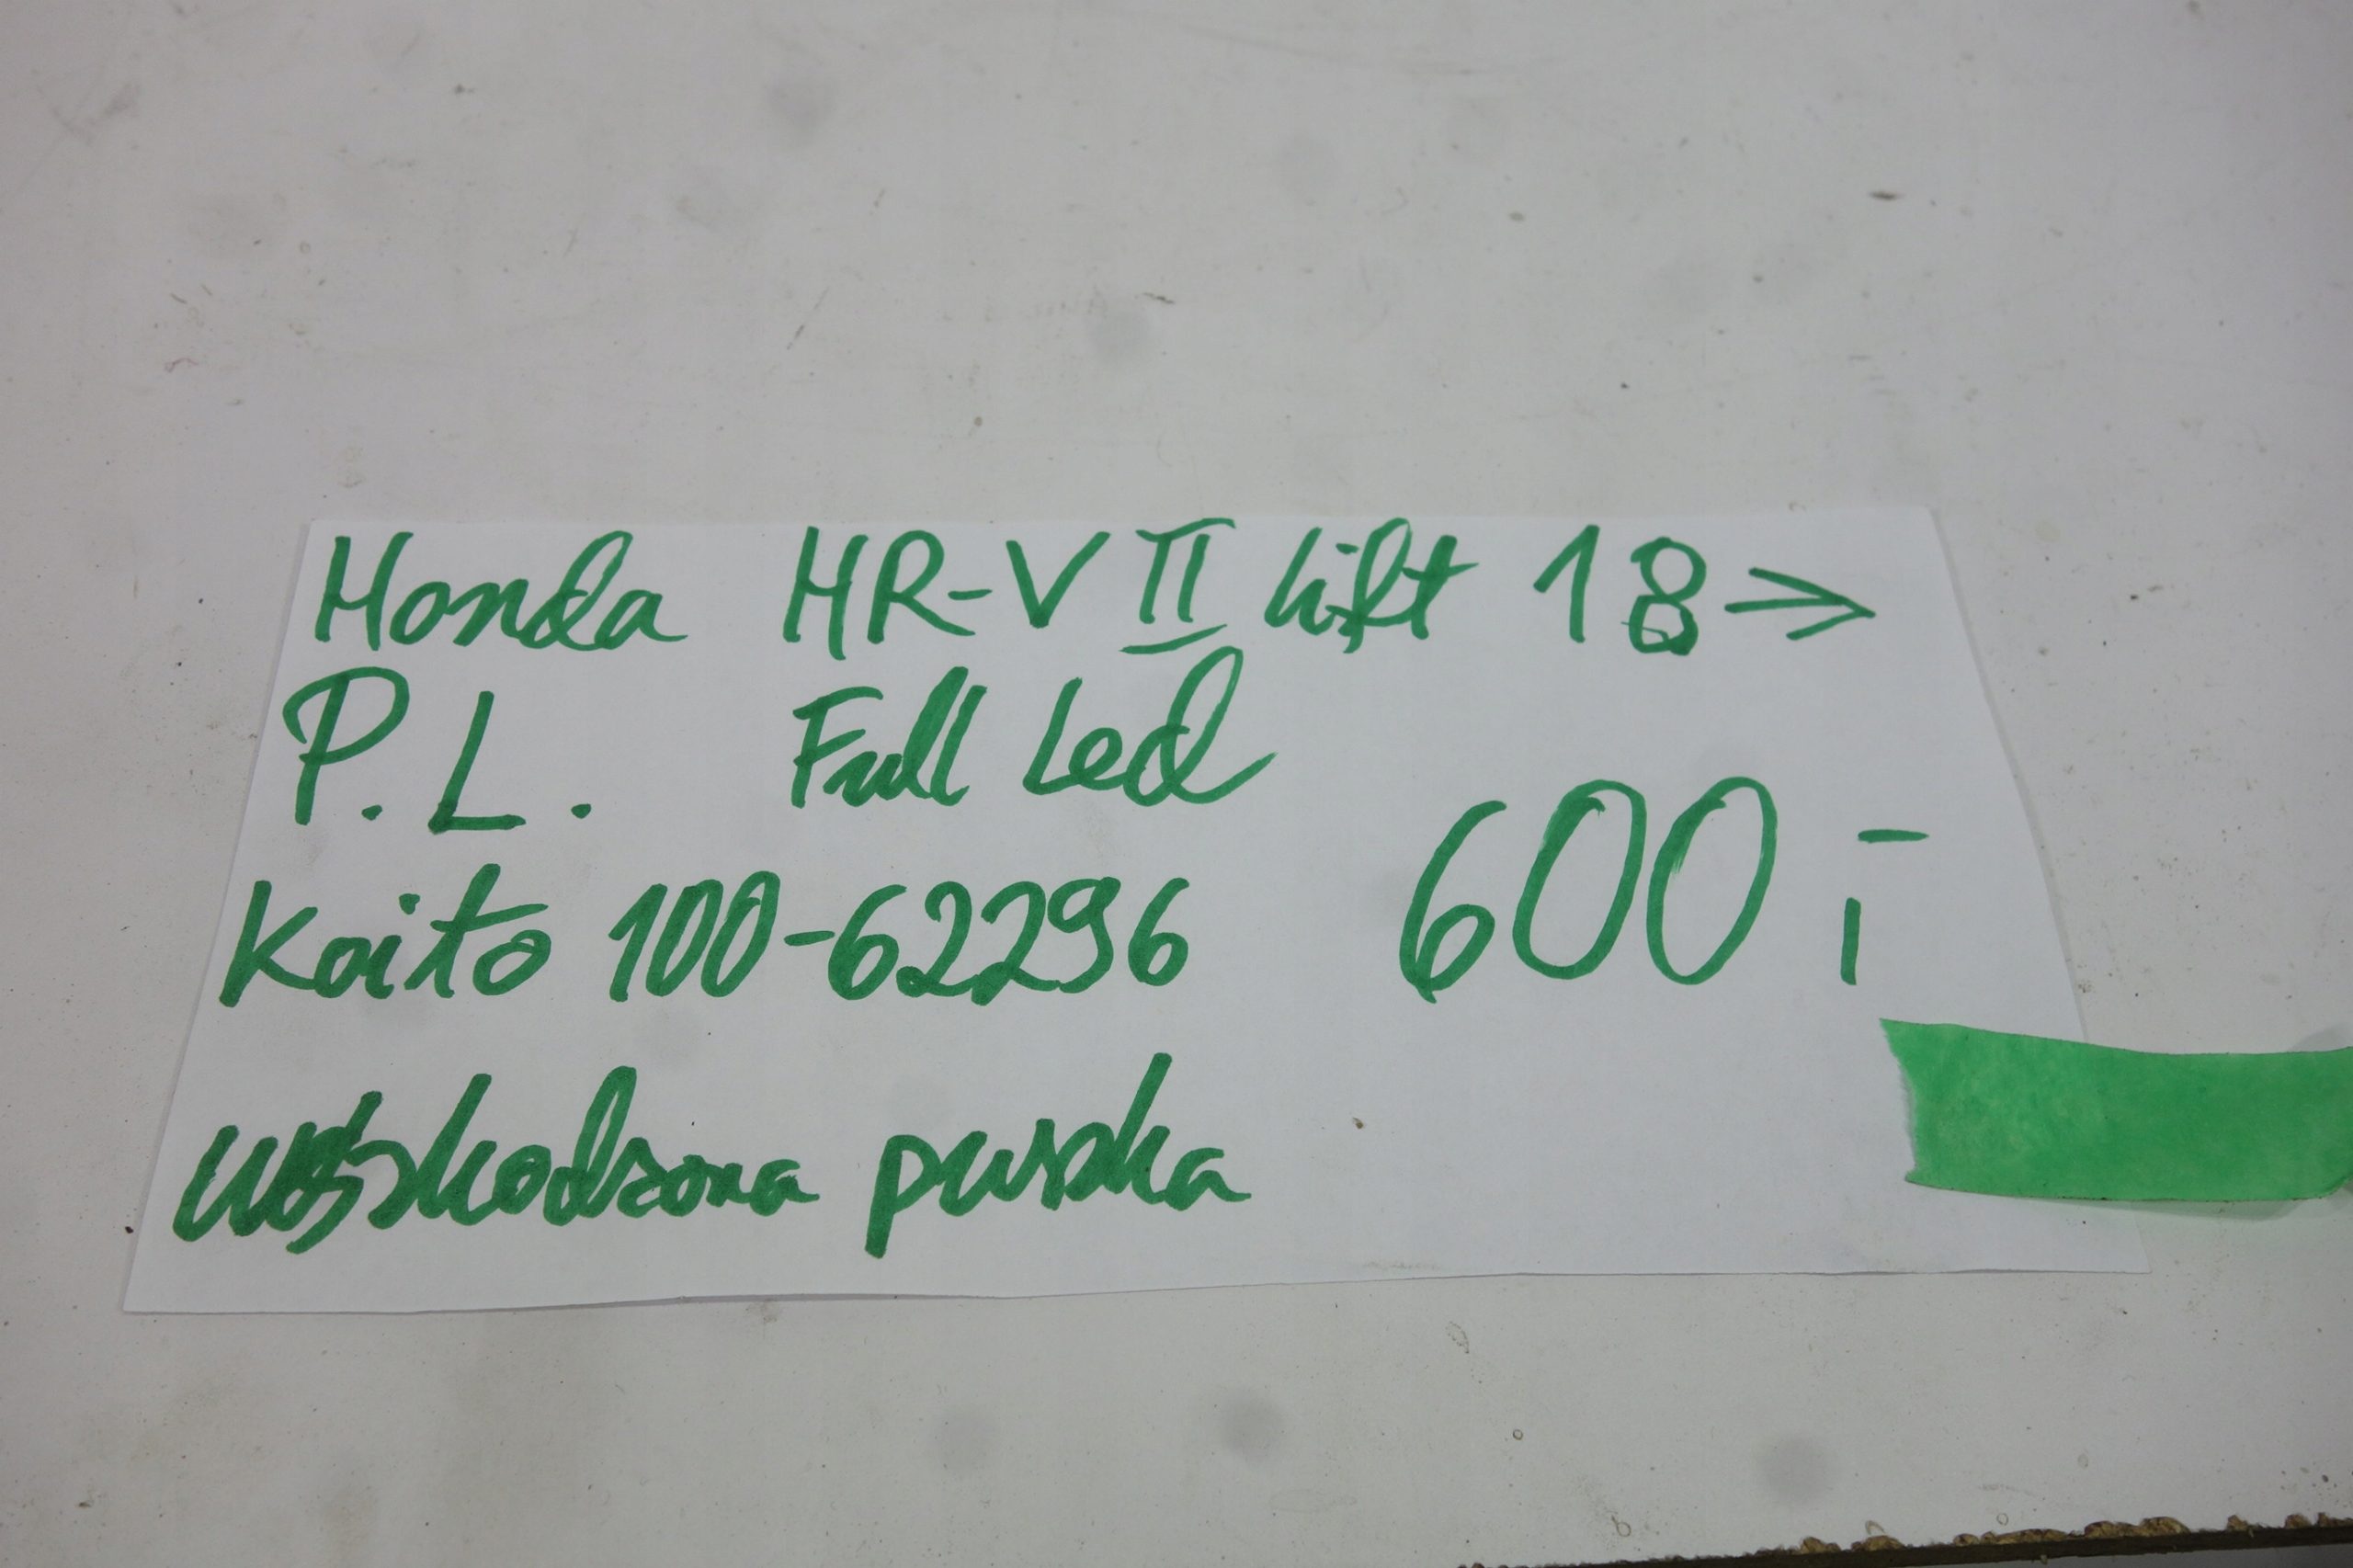 Honda HR-V II lift 18->
P.L. Full Led
600,-
Koito 100-62296
uszkodzona puszka